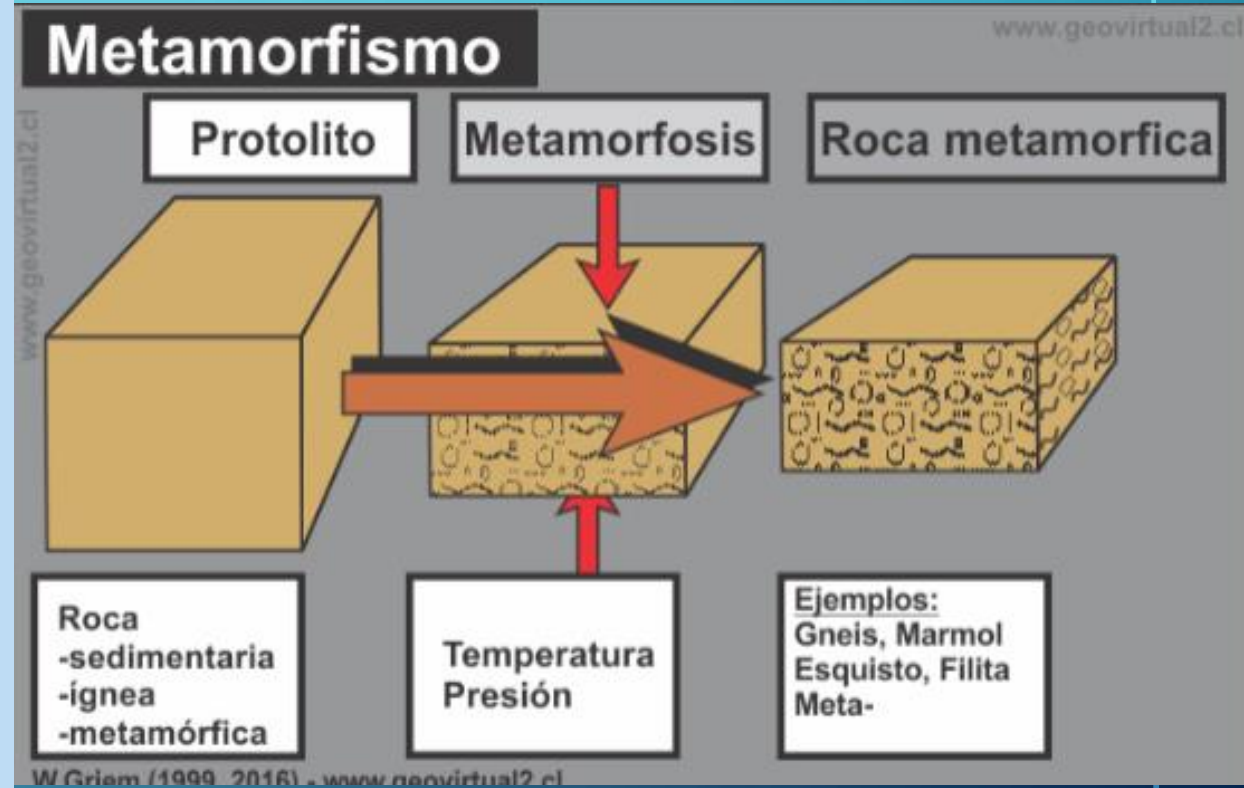 Metamorfismo
www.geovirtual2.cl
www.geovirtual2.cl
Protolito
Metamorfosis
Roca metamorfica
Roca
-sedimentaria
-ígnea
-metamórfica
Temperatura
Presión
Ejemplos:
Gneis, Marmol
Esquisto, Filita
Meta-
W.Griem (1999, 2016) - www.geovirtual2.cl